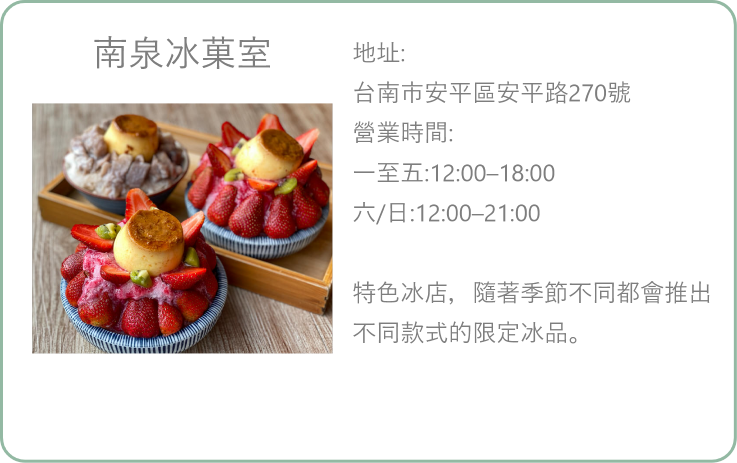 南泉冰菓室
地址:
台南市安平區安平路270號
營業時間:
一至五:12:00–18:00
六/日:12:00–21:00
特色冰店，隨著季節不同都會推出
不同款式的限定冰品。